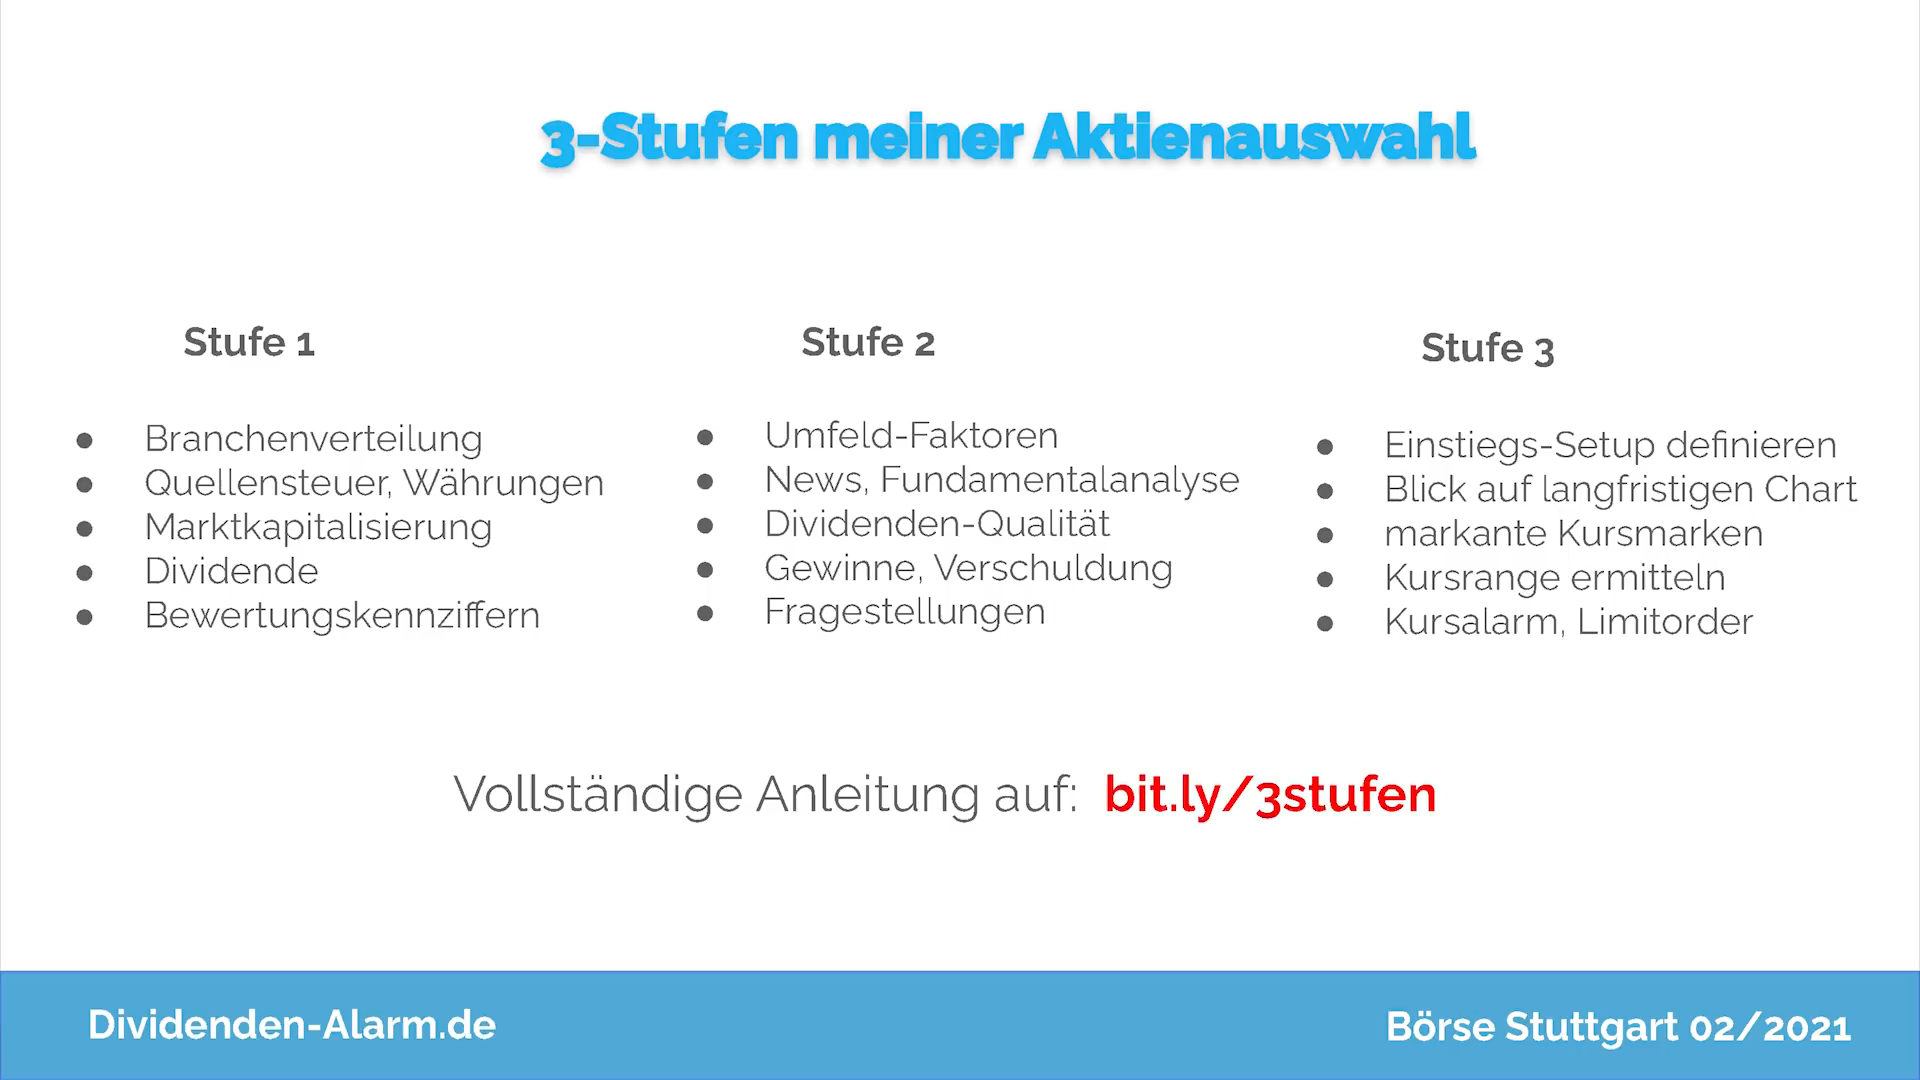 3-Stufen meiner Aktienauswahl
Stufe 1
Branchenverteilung
Quellensteuer, Währungen
Marktkapitalisierung
Dividende
Bewertungskennziffern
Stufe 2
Umfeld-Faktoren
News, Fundamentalanalyse
Dividenden-Qualität
Gewinne, Verschuldung
Fragestellungen
Stufe 3
Einstiegs-Setup definieren
Blick auf langfristigen Chart
markante Kursmarken
Kursrange ermitteln
Kursalarm, Limitorder
Vollständige Anleitung auf: bit.ly/3stufen
Dividenden-Alarm.de
Börse Stuttgart 02/2021